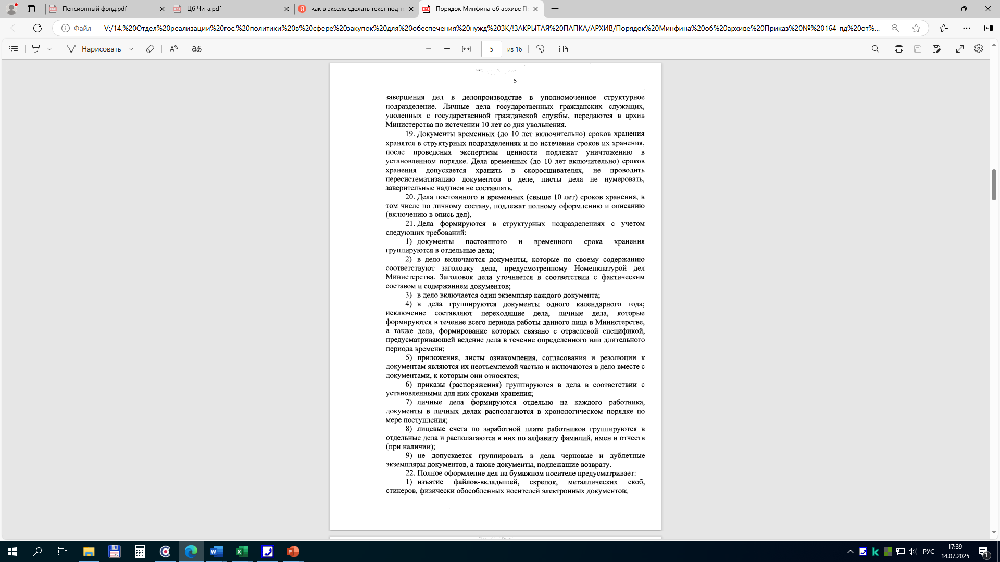 Пенсионный фонд.pdf
Цб Чита.pdf
как в эксель сделать текст под т
Порядок Минфина об архиве П
Файл
V:/14.%20Отдел%20реализации%20гос.%20политики%20в%20сфере%20закупок%20для%20обеспечения%20нужд%20ЗК/!ЗАКРЫТАЯ%20ПАПКА/АРХИВ/Порядок%20Минфина%20об%20архиве%20Приказ%20№%20164-пд%20от%...
Нарисовать
5
из 16
5
завершения дел в делопроизводстве в уполномоченное структурное
подразделение. Личные дела государственных гражданских служащих,
уволенных с государственной гражданской службы, передаются в архив
Министерства по истечении 10 лет со дня увольнения.
19. Документы временных (до 10 лет включительно) сроков хранения
хранятся в структурных подразделениях и по истечении сроков их хранения,
после проведения экспертизы ценности подлежат уничтожению в
установленном порядке. Дела временных (до 10 лет включительно) сроков
хранения допускается хранить в скоросшивателях, не проводить
пересистематизацию документов в деле, листы дела не нумеровать,
заверительные надписи не составлять.
20. Дела постоянного и временных (свыше 10 лет) сроков хранения, в
том числе по личному составу, подлежат полному оформлению и описанию
(включению в опись дел).
21. Дела формируются в структурных подразделениях с учетом
следующих требований:
1) документы постоянного и временного срока хранения
группируются в отдельные дела;
2) в дело включаются документы, которые по своему содержанию
соответствуют заголовку дела, предусмотренному Номенклатурой дел
Министерства. Заголовок дела уточняется в соответствии с фактическим
составом и содержанием документов;
3) в дело включается один экземпляр каждого документа;
4) в дела группируются документы одного календарного года;
исключение составляют переходящие дела, личные дела, которые
формируются в течение всего периода работы данного лица в Министерстве,
а также дела, формирование которых связано с отраслевой спецификой,
предусматривающей ведение дела в течение определенного или длительного
периода времени;
5) приложения, листы ознакомления, согласования и резолюции к
документам являются их неотъемлемой частью и включаются в дело вместе с
документами, к которым они относятся;
6) приказы (распоряжения) группируются в дела в соответствии с
установленными для них сроками хранения;
7) личные дела формируются отдельно на каждого работника,
документы в личных делах располагаются в хронологическом порядке по
мере поступления;
8) лицевые счета по заработной плате работников группируются в
отдельные дела и располагаются в них по алфавиту фамилий, имен и отчеств
(при наличии);
9) не допускается группировать в дела черновые и дублетные
экземпляры документов, а также документы, подлежащие возврату.
22. Полное оформление дел на бумажном носителе предусматривает:
1) изъятие файлов-вкладышей, скрепок, металлических скоб,
стикеров, физически обособленных носителей электронных документов;
РУС
17:39
14.07.2025
1